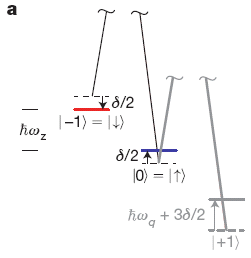 a
δ/2
|−1⟩ = |↓⟩
ħω_z
δ/2
|0⟩ = |↑⟩
ħω_q + 3δ/2
|+1⟩